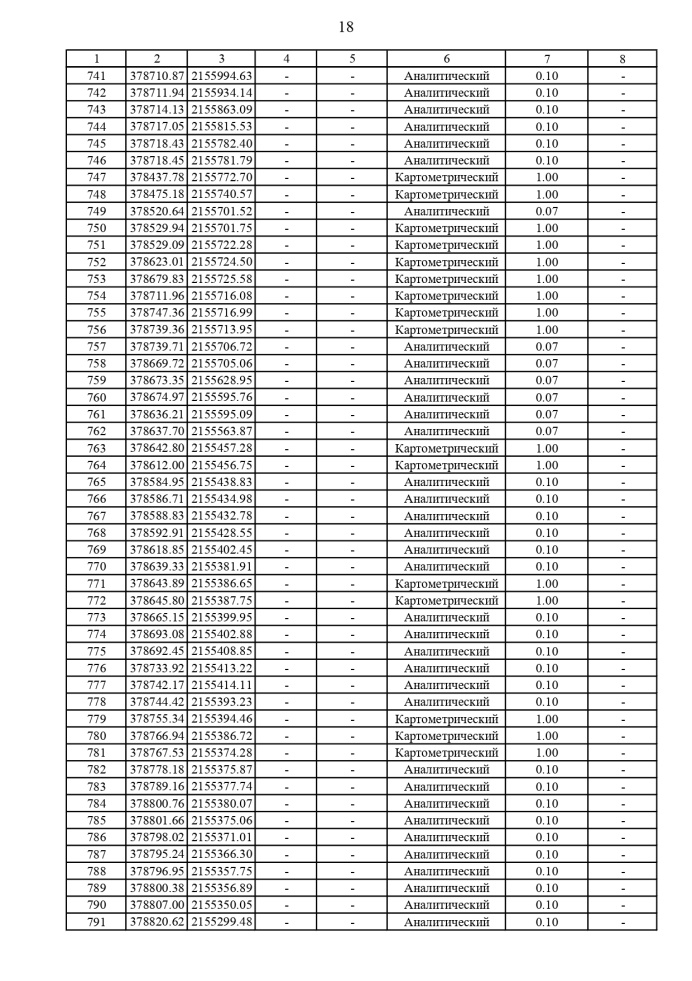 18
1 2 3 4 5 6 7 8
741 378710.87 2155994.63 - - Аналитический 0.10 -
742 378711.94 2155934.14 - - Аналитический 0.10 -
743 378714.13 2155863.09 - - Аналитический 0.10 -
744 378717.05 2155815.53 - - Аналитический 0.10 -
745 378718.43 2155782.40 - - Аналитический 0.10 -
746 378718.45 2155781.79 - - Аналитический 0.10 -
747 378437.78 2155772.70 - - Картометрический 1.00 -
748 378475.18 2155740.57 - - Картометрический 1.00 -
749 378520.64 2155701.52 - - Аналитический 0.07 -
750 378529.94 2155701.75 - - Картометрический 1.00 -
751 378529.09 2155722.28 - - Картометрический 1.00 -
752 378623.01 2155724.50 - - Картометрический 1.00 -
753 378679.83 2155725.58 - - Картометрический 1.00 -
754 378711.96 2155716.08 - - Картометрический 1.00 -
755 378747.36 2155716.99 - - Картометрический 1.00 -
756 378739.36 2155713.95 - - Картометрический 1.00 -
757 378739.71 2155706.72 - - Аналитический 0.07 -
758 378669.72 2155705.06 - - Аналитический 0.07 -
759 378673.35 2155628.95 - - Аналитический 0.07 -
760 378674.97 2155595.76 - - Аналитический 0.07 -
761 378636.21 2155595.09 - - Аналитический 0.07 -
762 378637.70 2155563.87 - - Аналитический 0.07 -
763 378642.80 2155457.28 - - Картометрический 1.00 -
764 378612.00 2155456.75 - - Картометрический 1.00 -
765 378584.95 2155438.83 - - Аналитический 0.10 -
766 378586.71 2155434.98 - - Аналитический 0.10 -
767 378588.83 2155432.78 - - Аналитический 0.10 -
768 378592.91 2155428.55 - - Аналитический 0.10 -
769 378618.85 2155402.45 - - Аналитический 0.10 -
770 378639.33 2155381.91 - - Аналитический 0.10 -
771 378643.89 2155386.65 - - Картометрический 1.00 -
772 378645.80 2155387.75 - - Картометрический 1.00 -
773 378665.15 2155399.95 - - Аналитический 0.10 -
774 378693.08 2155402.88 - - Аналитический 0.10 -
775 378692.45 2155408.85 - - Аналитический 0.10 -
776 378733.92 2155413.22 - - Аналитический 0.10 -
777 378742.17 2155414.11 - - Аналитический 0.10 -
778 378744.42 2155393.23 - - Аналитический 0.10 -
779 378755.34 2155394.46 - - Картометрический 1.00 -
780 378766.94 2155386.72 - - Картометрический 1.00 -
781 378767.53 2155374.28 - - Картометрический 1.00 -
782 378778.18 2155375.87 - - Аналитический 0.10 -
783 378789.16 2155377.74 - - Аналитический 0.10 -
784 378800.76 2155380.07 - - Аналитический 0.10 -
785 378801.66 2155375.06 - - Аналитический 0.10 -
786 378798.02 2155371.01 - - Аналитический 0.10 -
787 378795.24 2155366.30 - - Аналитический 0.10 -
788 378796.95 2155357.75 - - Аналитический 0.10 -
789 378800.38 2155356.89 - - Аналитический 0.10 -
790 378807.00 2155350.05 - - Аналитический 0.10 -
791 378820.62 2155299.48 - - Аналитический 0.10 -